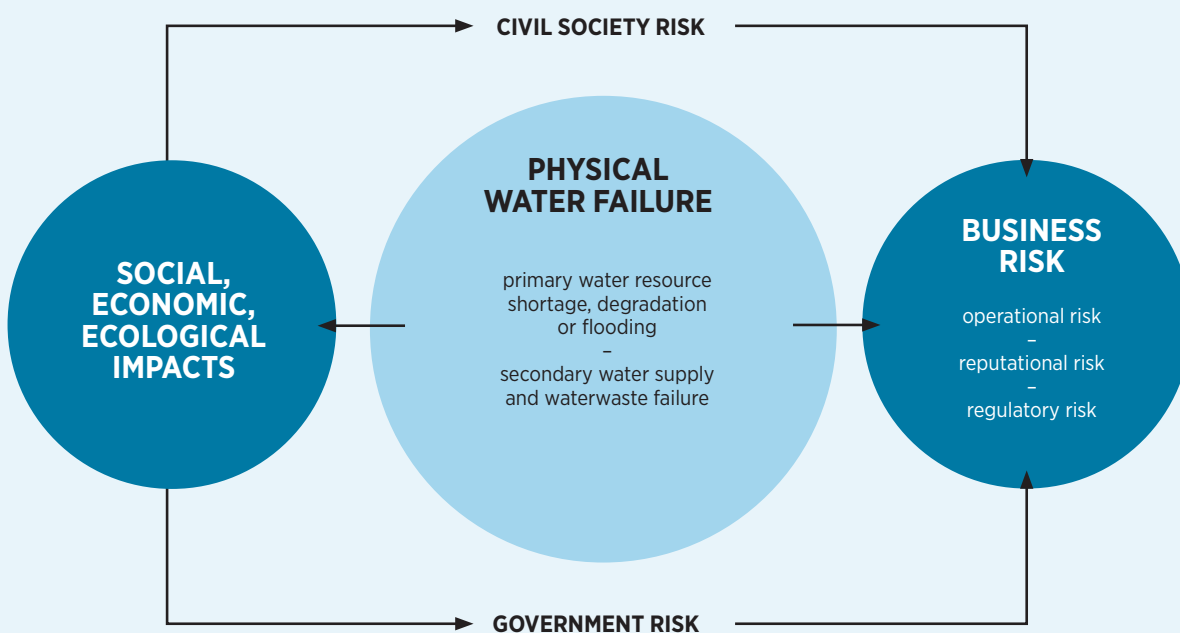 CIVIL SOCIETY RISK
SOCIAL,
ECONOMIC,
ECOLOGICAL
IMPACTS
PHYSICAL
WATER FAILURE
primary water resource
shortage, degradation
or flooding
–
secondary water supply
and waterwaste failure
BUSINESS
RISK
operational risk
–
reputational risk
–
regulatory risk
GOVERNMENT RISK